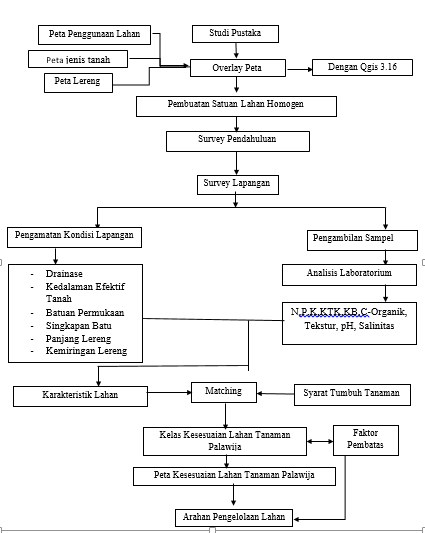 Peta Penggunaan Lahan
Studi Pustaka
Peta jenis tanah
Overlay Peta
Dengan Qgis 3.16
Peta Lereng
Pembuatan Satuan Lahan Homogen
Survey Pendahuluan
Survey Lapangan
Pengamatan Kondisi Lapangan
Pengambilan Sampel
Analisis Laboratorium
- Drainase
- Kedalaman Efektif
Tanah
- Batuan Permukaan
- Singkapan Batu
- Panjang Lereng
- Kemiringan Lereng
N,P,K,KTK,KB,C-Organik,
Tekstur, pH, Salinitas
Karakteristik Lahan
Matching
Syarat Tumbuh Tanaman
Kelas Kesesuaian Lahan Tanaman
Palawija
Faktor
Pembatas
Peta Kesesuaian Lahan Tanaman Palawija
Arahan Pengelolaan Lahan